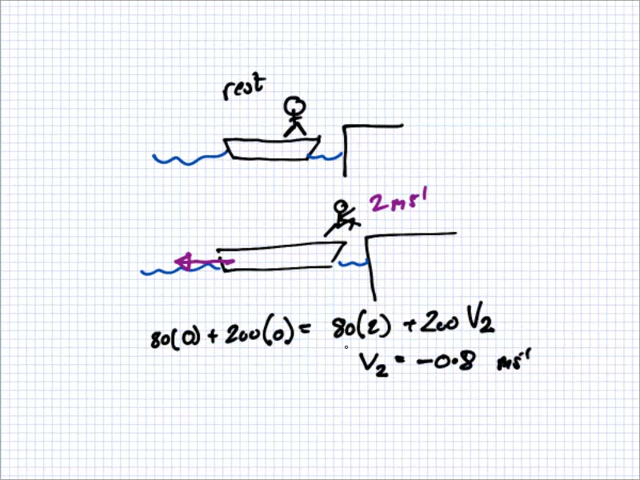 rest
2 ms⁻¹
80(0) + 200(0) = 80(2) + 200 V₂
V₂ = -0.8 ms⁻¹